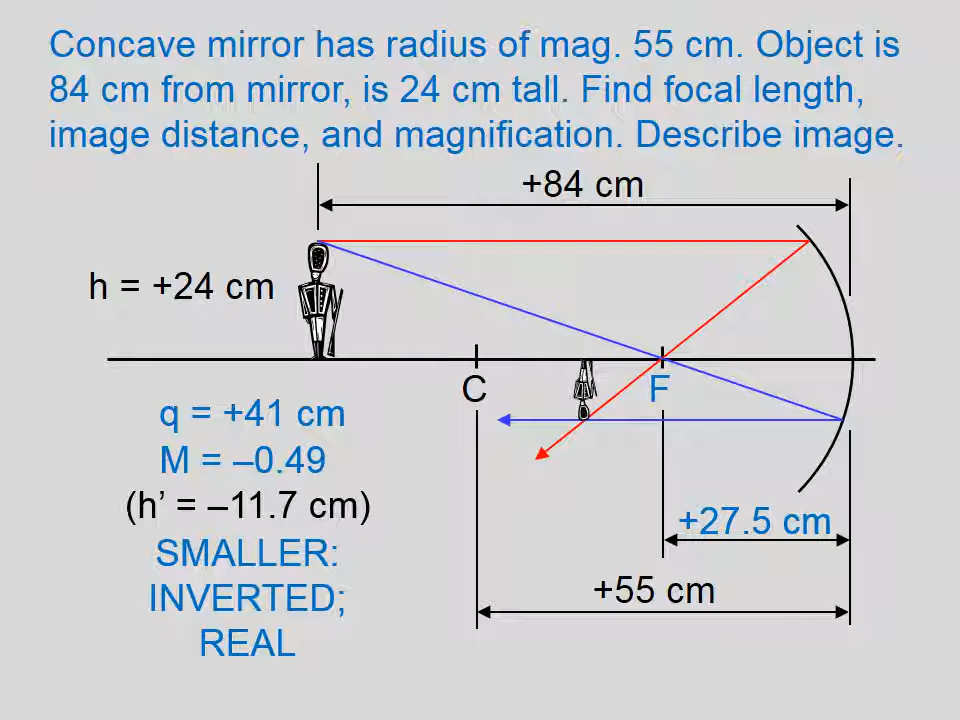 Concave mirror has radius of mag. 55 cm. Object is
84 cm from mirror, is 24 cm tall. Find focal length,
image distance, and magnification. Describe image.
+84 cm
h = +24 cm
C
F
q = +41 cm
M = –0.49
(h’ = –11.7 cm)
+27.5 cm
SMALLER:
INVERTED;
+55 cm
REAL